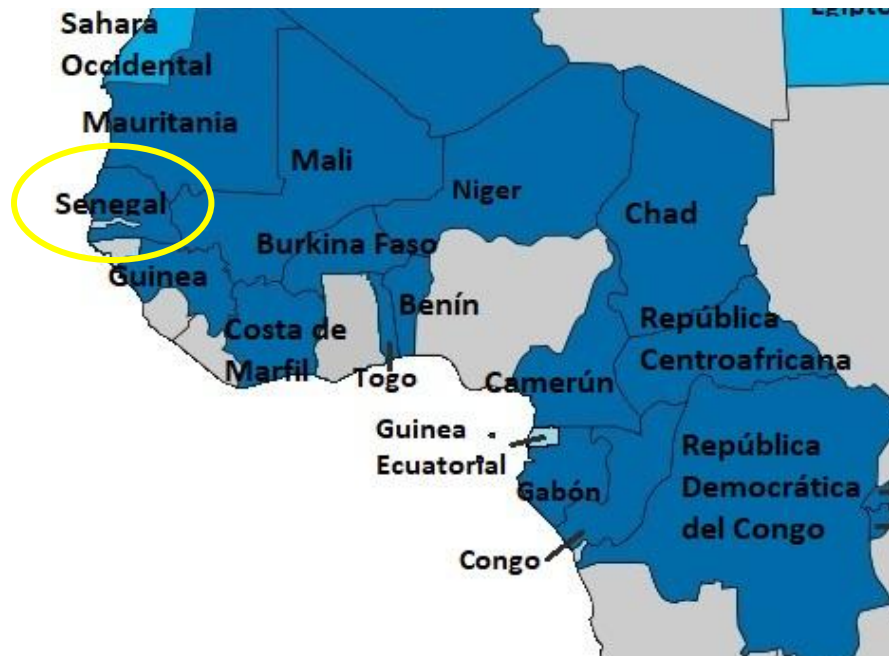 Sahara
Occidental
Mauritania
Mali
Niger
Chad
Senegal
Burkina Faso
Guinea
Benín
Costa de
Marfil
Togo
República
Centroafricana
Camerún
Guinea
Ecuatorial
Gabón
República
Democrática
del Congo
Congo